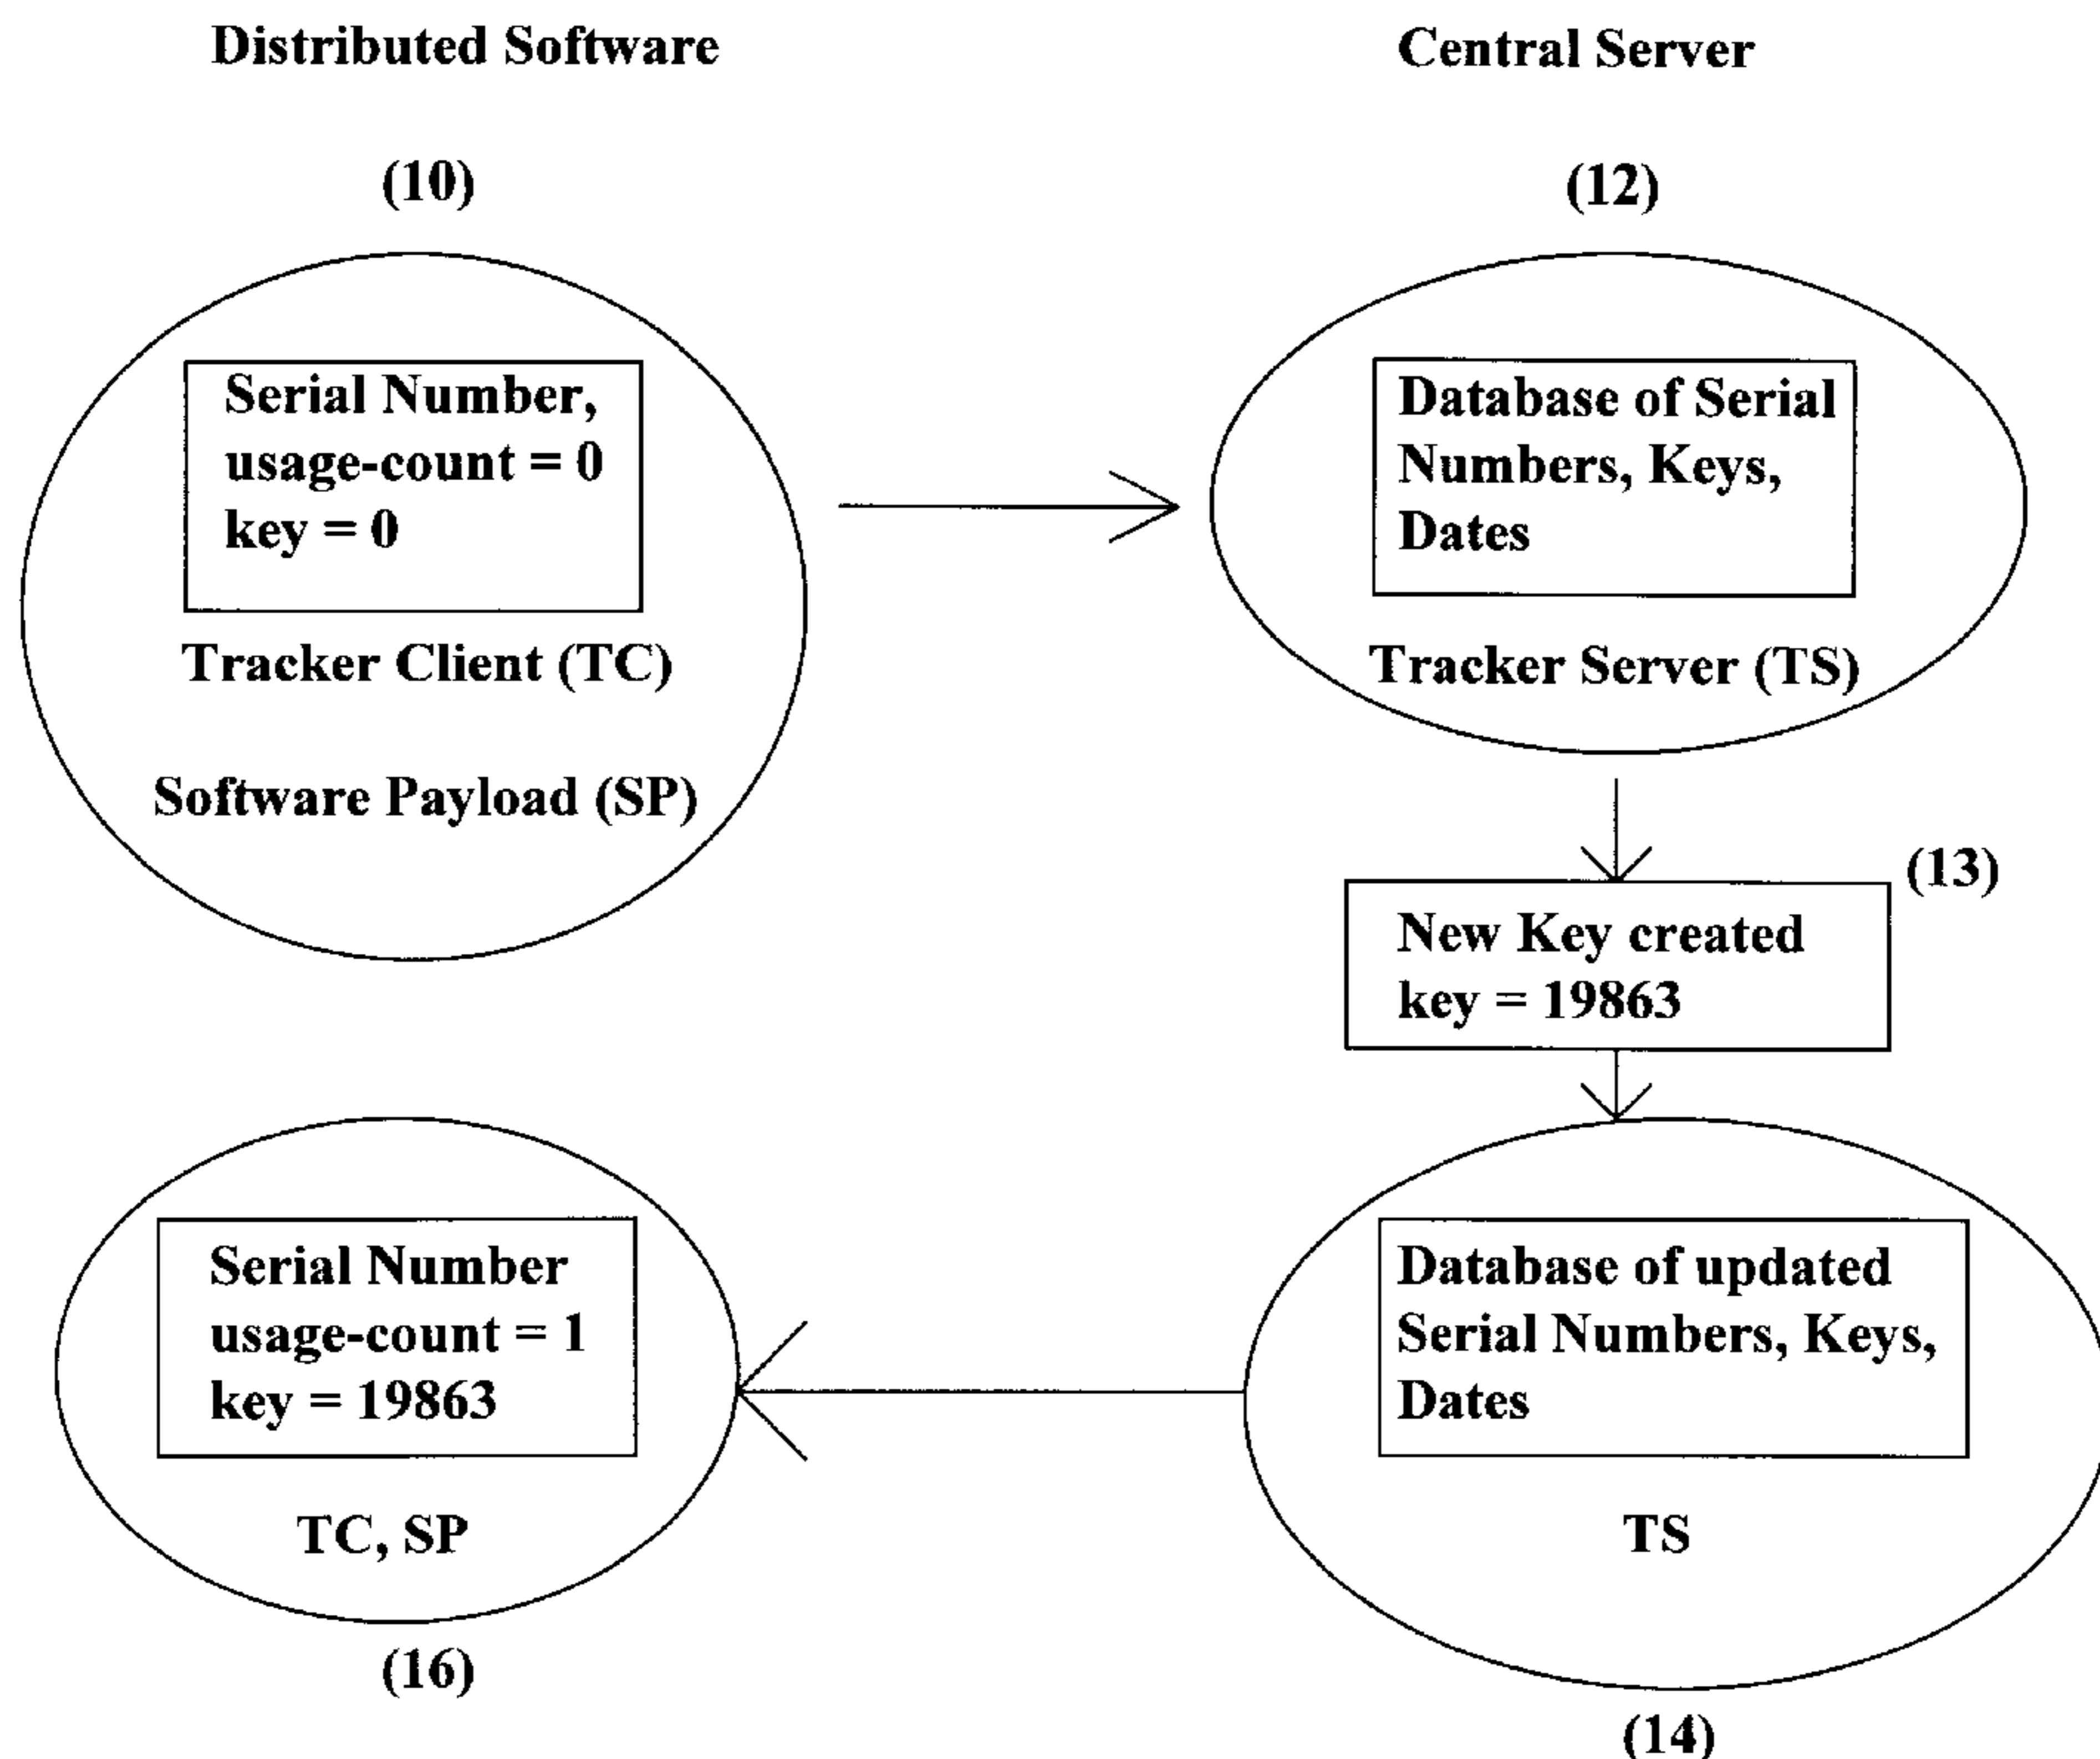 Distributed Software
Central Server
(10)
(12)
Serial Number,
usage-count = 0
key = 0
Tracker Client (TC)
Software Payload (SP)
Database of Serial
Numbers, Keys,
Dates
Tracker Server (TS)
(13)
New Key created
key = 19863
Serial Number
usage-count = 1
key = 19863
TC, SP
(16)
Database of updated
Serial Numbers, Keys,
Dates
TS
(14)